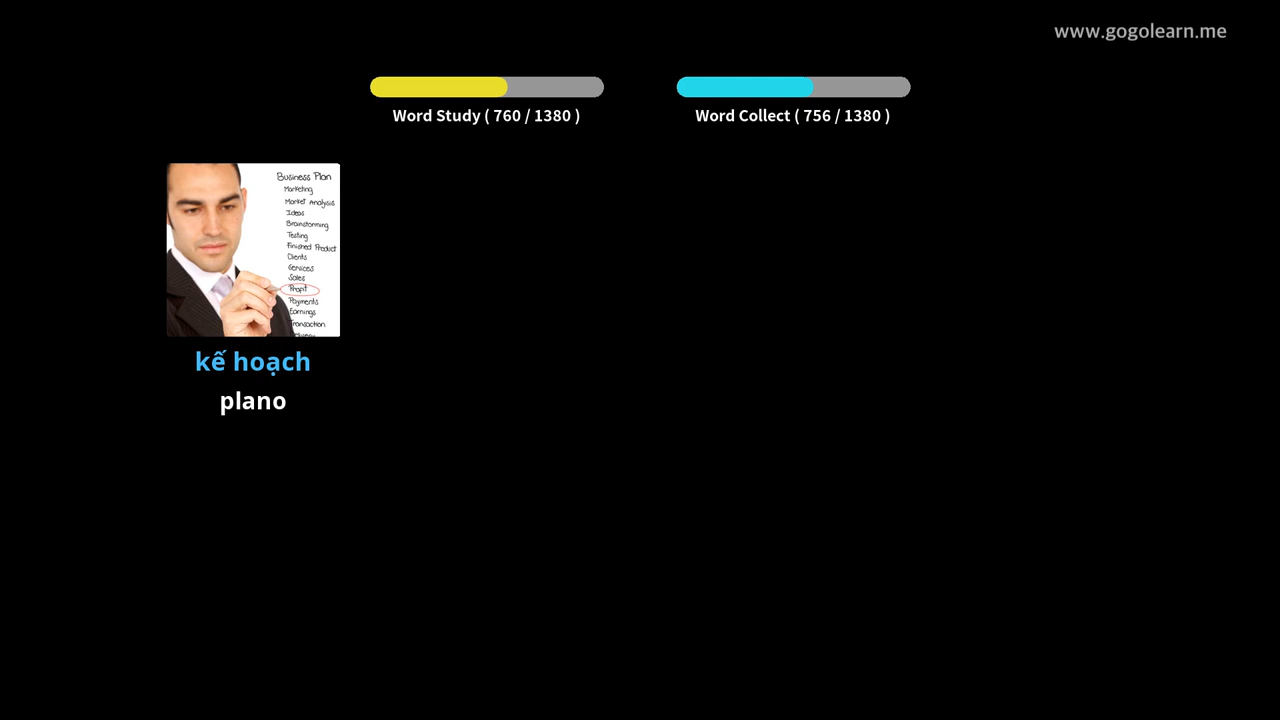 www.gogolearn.me
Word Study ( 760 / 1380 )
Word Collect ( 756 / 1380 )
Business Plan
Marketing
Market Analysis
Ideas
Brainstorming
Testing
Finished Product
Clients
Services
Sales
Profit
Payments
Earnings
Transaction
kế hoạch
plano